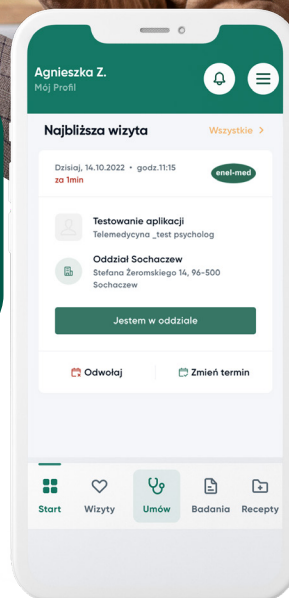 Agnieszka Z.
Mój Profil
Najbliższa wizyta
Wszystkie >
Dzisiaj, 14.10.2022 • godz.11:15
za 1min
enel-med
Testowanie aplikacji
Telemedycyna _test psycholog
Oddział Sochaczew
Stefana Żeromskiego 14, 96-500
Sochaczew
Jestem w oddziale
Odwołaj
Zmień termin
Start
Wizyty
Umów
Badania
Recepty